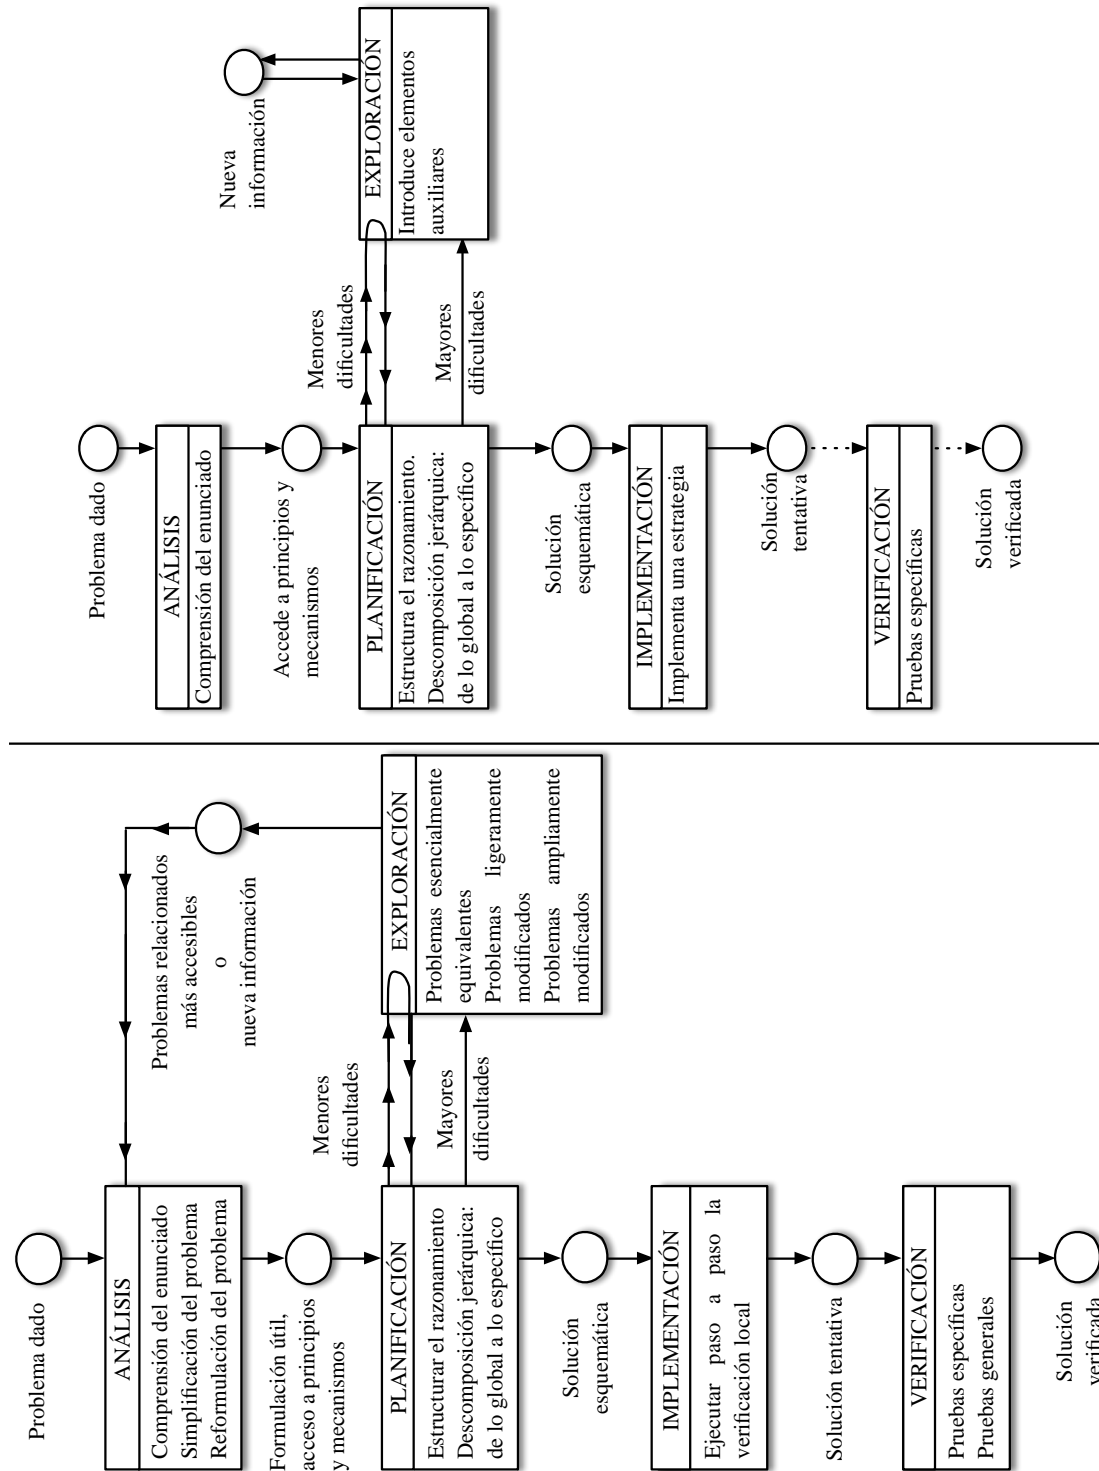 Problema dado
ANÁLISIS
Comprensión del enunciado
Simplificación del problema
Reformulación del problema
Formulación útil,
acceso a principios
y mecanismos
PLANIFICACIÓN
Estructurar el razonamiento
Descomposición jerárquica:
de lo global a lo específico
Menores
dificultades
Mayores
dificultades
Problemas relacionados
más accesibles
o
nueva información
EXPLORACIÓN
Problemas esencialmente
equivalentes
Problemas ligeramente
modificados
Problemas ampliamente
modificados
Solución
esquemática
IMPLEMENTACIÓN
Ejecutar paso a paso la
verificación local
Solución tentativa
VERIFICACIÓN
Pruebas específicas
Pruebas generales
Solución
verificada
Problema dado
ANÁLISIS
Comprensión del enunciado
Accede a principios y
mecanismos
PLANIFICACIÓN
Estructura el razonamiento.
Descomposición jerárquica:
de lo global a lo específico
Menores
dificultades
Mayores
dificultades
Nueva
información
EXPLORACIÓN
Introduce elementos
auxiliares
Solución
esquemática
IMPLEMENTACIÓN
Implementa una estrategia
Solución
tentativa
VERIFICACIÓN
Pruebas específicas
Solución
verificada